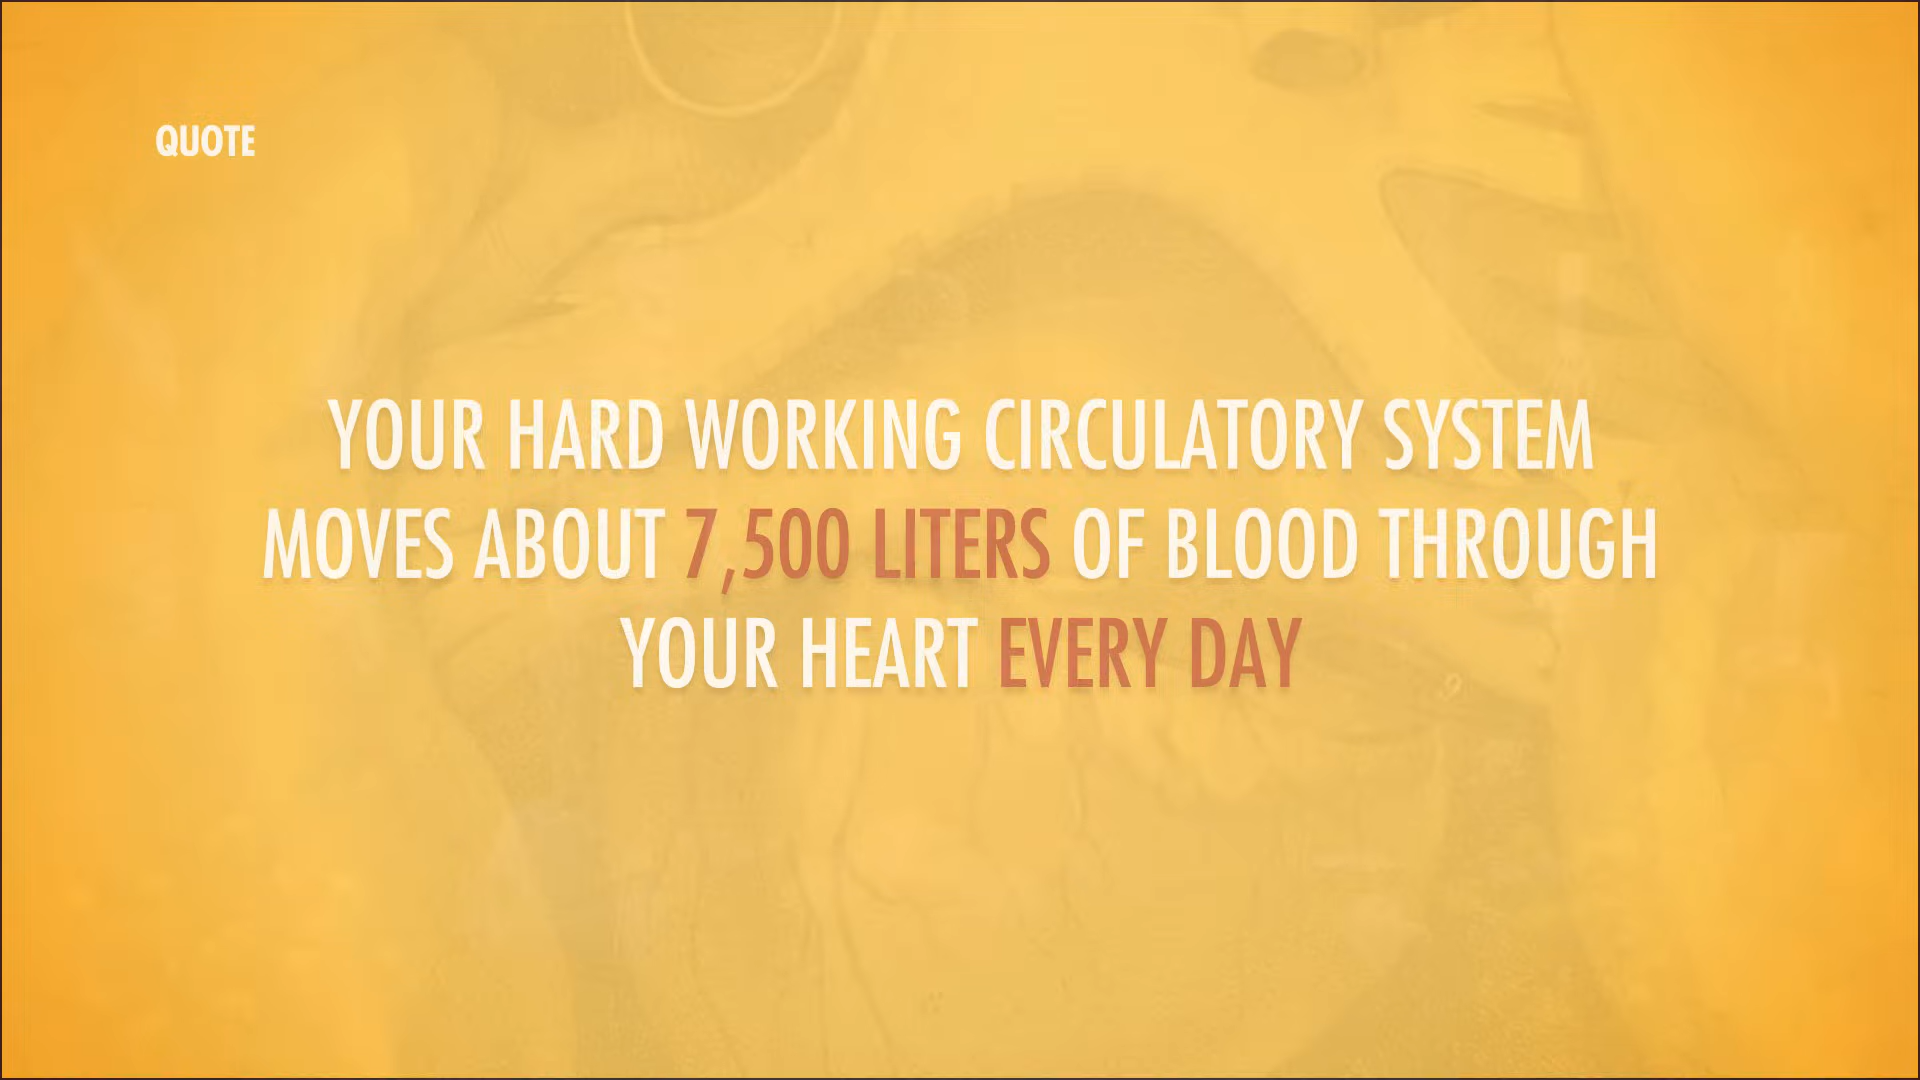 QUOTE
YOUR HARD WORKING CIRCULATORY SYSTEM
MOVES ABOUT 7,500 LITERS OF BLOOD THROUGH
YOUR HEART EVERY DAY